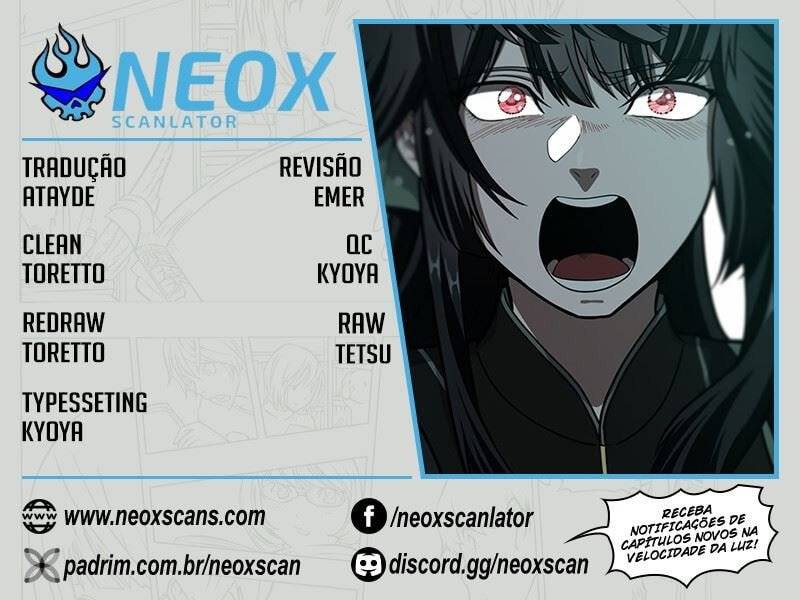 NEOX
SCANLATOR
TRADUÇÃO
ATAYDE
REVISÃO
EMER
CLEAN
TORETTO
QC
KYOYA
REDRAW
TORETTO
RAW
TETSU
TYPESSETING
KYOYA
www.neoxscans.com
/neoxscanlator
padrim.com.br/neoxscan
discord.gg/neoxscan
RECEBA
NOTIFICAÇÕES DE
CAPÍTULOS NOVOS NA
VELOCIDADE DA LUZ!